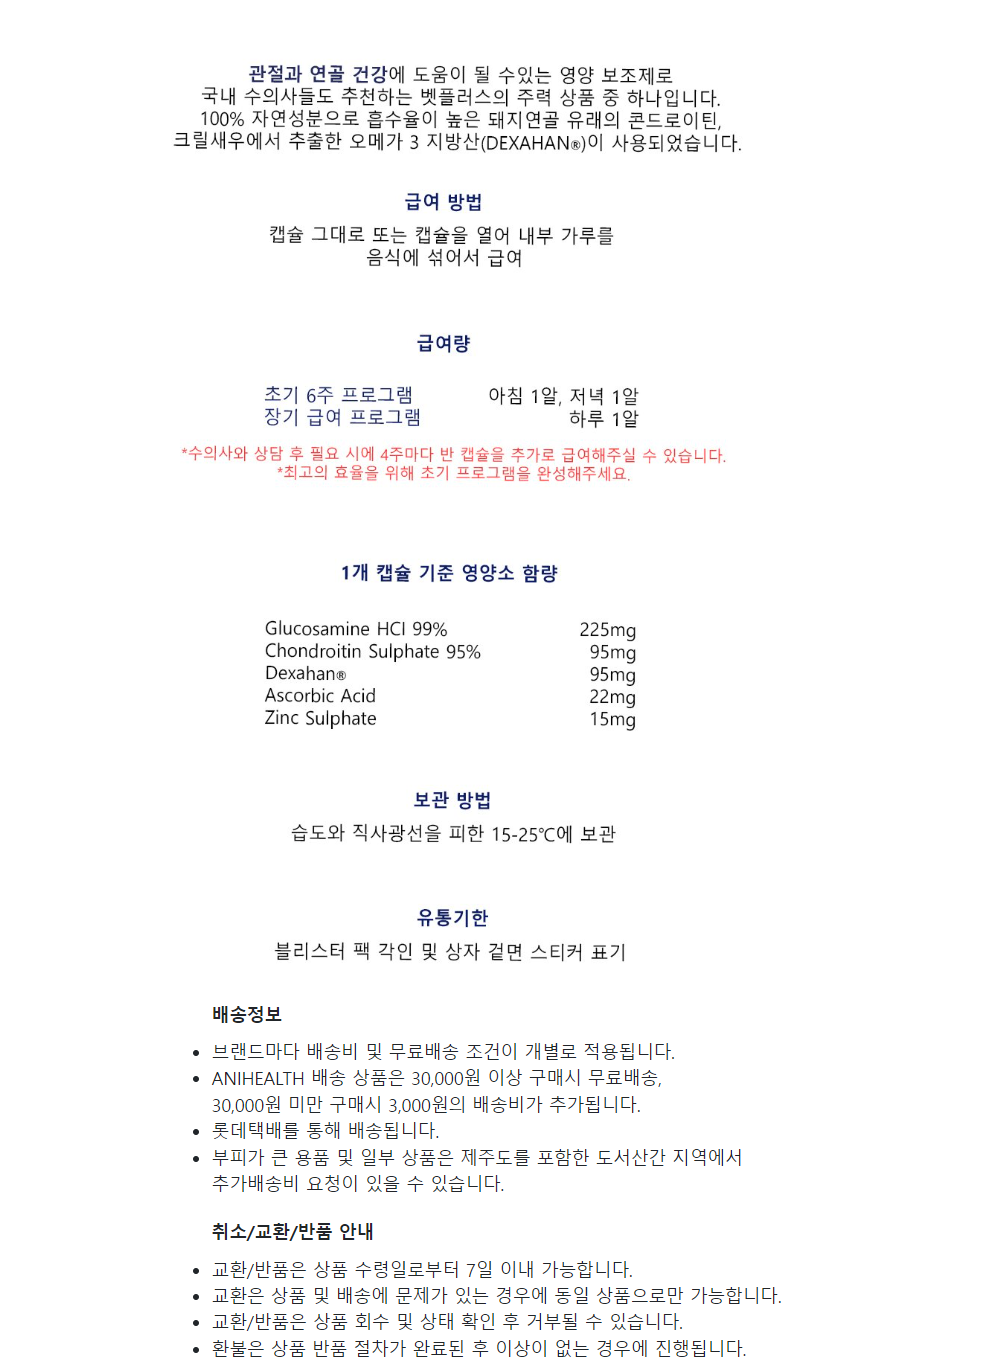 관절과 연골 건강에 도움이 될 수있는 영양 보조제로
국내 수의사들도 추천하는 벳플러스의 주력 상품 중 하나입니다.
100% 자연성분으로 흡수율이 높은 돼지연골 유래의 콘드로이틴,
크릴새우에서 추출한 오메가 3 지방산(DEXAHAN®)이 사용되었습니다.
급여 방법
캡슐 그대로 또는 캡슐을 열어 내부 가루를
음식에 섞어서 급여
급여량
초기 6주 프로그램 아침 1알, 저녁 1알
장기 급여 프로그램 하루 1알
*수의사와 상담 후 필요 시에 4주마다 반 캡슐을 추가로 급여해주실 수 있습니다.
*최고의 효율을 위해 초기 프로그램을 완성해주세요.
1개 캡슐 기준 영양소 함량
Glucosamine HCI 99% 225mg
Chondroitin Sulphate 95% 95mg
Dexahan® 95mg
Ascorbic Acid 22mg
Zinc Sulphate 15mg
보관 방법
습도와 직사광선을 피한 15-25℃에 보관
유통기한
블리스터 팩 각인 및 상자 겉면 스티커 표기
배송정보
• 브랜드마다 배송비 및 무료배송 조건이 개별로 적용됩니다.
• ANIHEALTH 배송 상품은 30,000원 이상 구매시 무료배송,
30,000원 미만 구매시 3,000원의 배송비가 추가됩니다.
• 롯데택배를 통해 배송됩니다.
• 부피가 큰 용품 및 일부 상품은 제주도를 포함한 도서산간 지역에서
추가배송비 요청이 있을 수 있습니다.
취소/교환/반품 안내
• 교환/반품은 상품 수령일로부터 7일 이내 가능합니다.
• 교환은 상품 및 배송에 문제가 있는 경우에 동일 상품으로만 가능합니다.
• 교환/반품은 상품 회수 및 상태 확인 후 거부될 수 있습니다.
• 환불은 상품 반품 절차가 완료된 후 이상이 없는 경우에 진행됩니다.